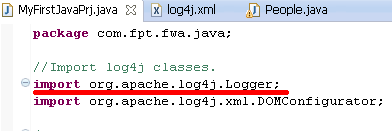 MyFirstJavaPrj.java log4j.xml People.java
package com.fpt.fwa.java;
//Import log4j classes.
import org.apache.log4j.Logger;
import org.apache.log4j.xml.DOMConfigurator;